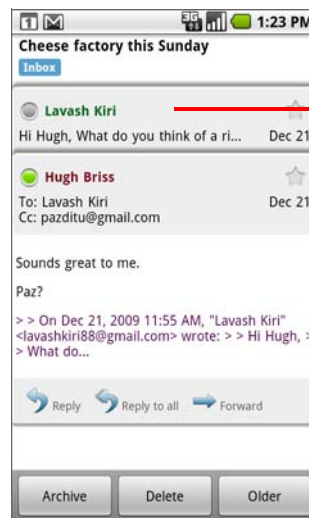 1
3G
1:23 PM
Cheese factory this Sunday
Inbox
Lavash Kiri
Hi Hugh, What do you think of a ri... Dec 21
Hugh Briss
To: Lavash Kiri Dec 21
Cc: pazditu@gmail.com
Sounds great to me.
Paz?
> > On Dec 21, 2009 11:55 AM, "Lavash Kiri"
<lavashkiri88@gmail.com> wrote: > > Hi Hugh, >
> What do...
Reply Reply to all Forward
Archive Delete Older